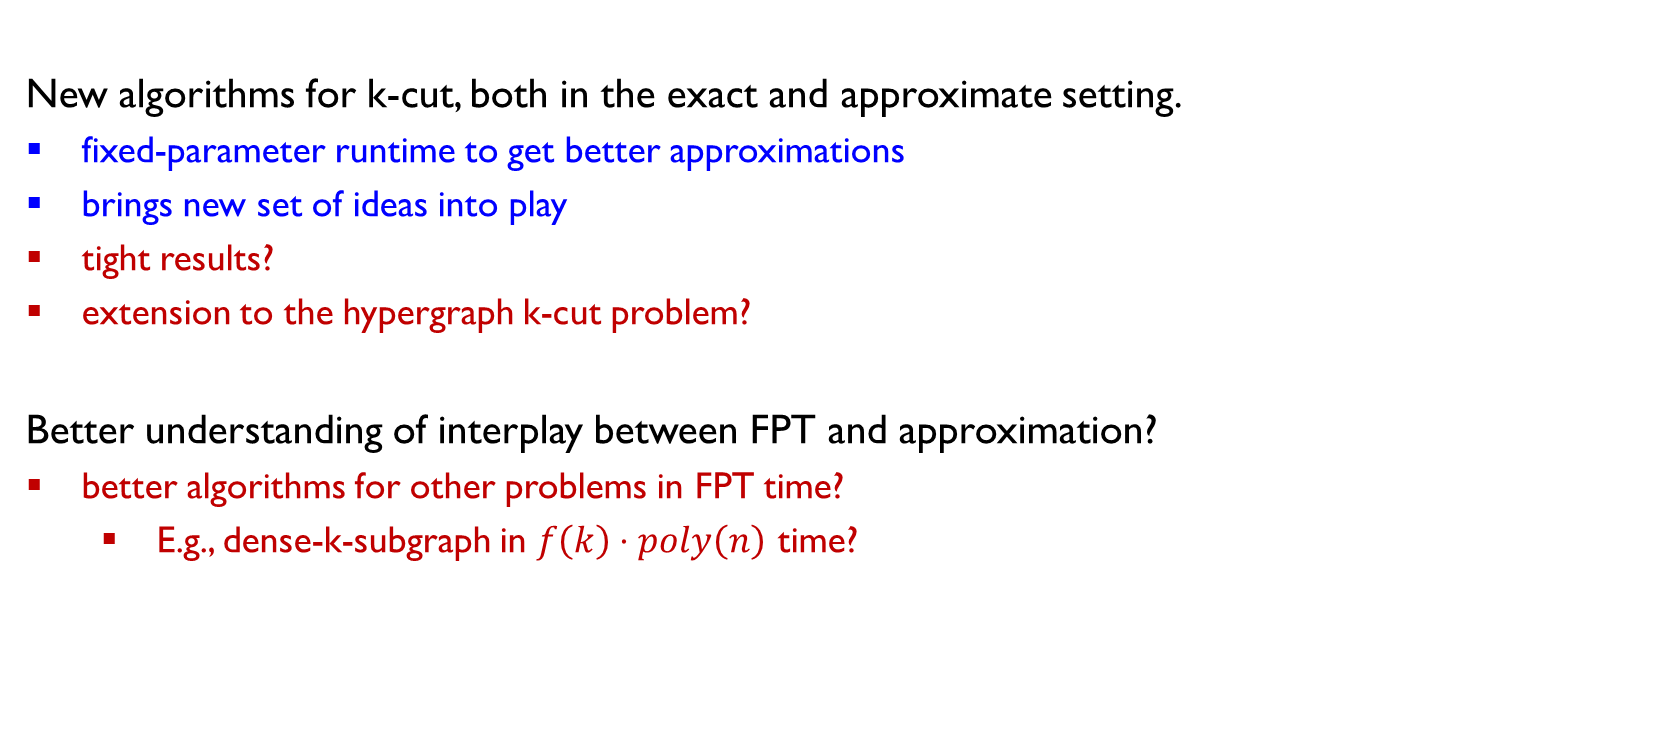 New algorithms for k-cut, both in the exact and approximate setting.
▪ fixed-parameter runtime to get better approximations
▪ brings new set of ideas into play
▪ tight results?
▪ extension to the hypergraph k-cut problem?
Better understanding of interplay between FPT and approximation?
▪ better algorithms for other problems in FPT time?
▪ E.g., dense-k-subgraph in 𝑓(𝑘) · 𝑝𝑜𝑙𝑦(𝑛) time?